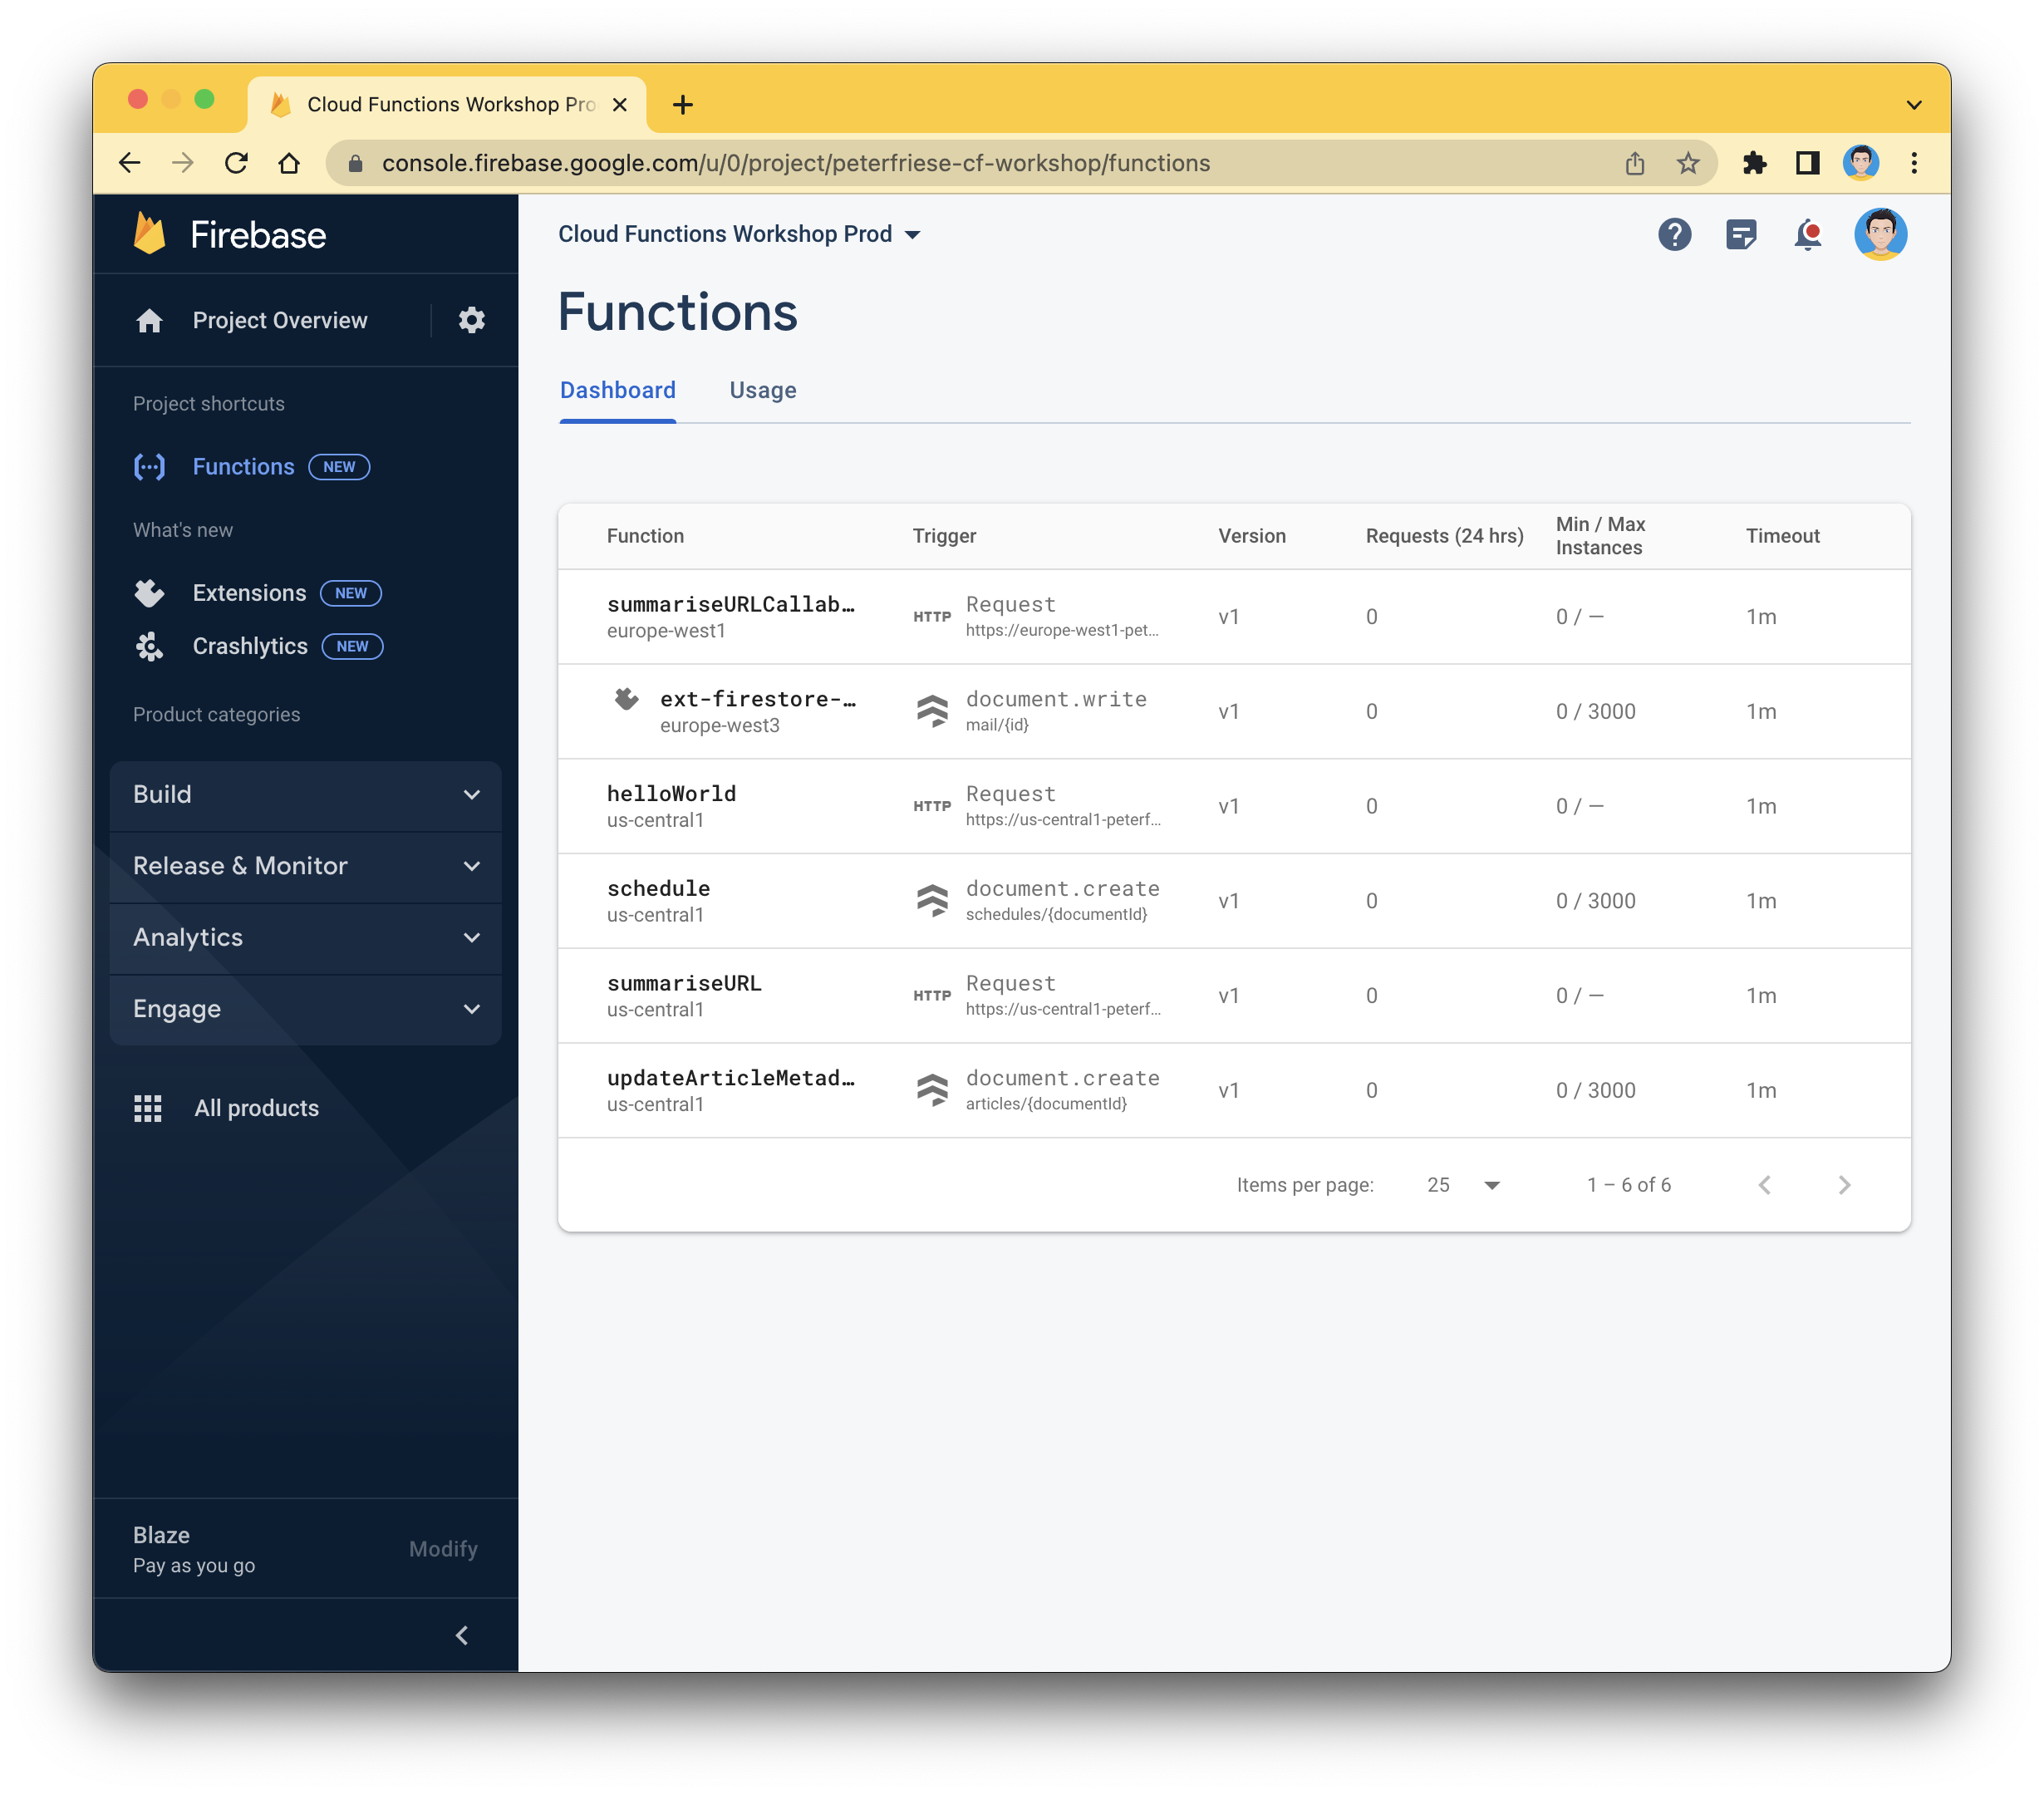 Cloud Functions Workshop Pro
console.firebase.google.com/u/0/project/peterfriese-cf-workshop/functions
Firebase
Project Overview
Project shortcuts
Functions NEW
What's new
Extensions NEW
Crashlytics NEW
Product categories
Build
Release & Monitor
Analytics
Engage
All products
Blaze
Pay as you go
Modify
Cloud Functions Workshop Prod
Functions
Dashboard Usage
Function Trigger Version Requests (24 hrs) Min / Max Instances Timeout
summariseURLCallab… HTTP Request v1 0 0 / — 1m
europe-west1 https://europe-west1-pet…
ext-firestore-… document.write v1 0 0 / 3000 1m
europe-west3 mail/{id}
helloWorld HTTP Request v1 0 0 / — 1m
us-central1 https://us-central1-peterf…
schedule document.create v1 0 0 / 3000 1m
us-central1 schedules/{documentId}
summariseURL HTTP Request v1 0 0 / — 1m
us-central1 https://us-central1-peterf…
updateArticleMetad… document.create v1 0 0 / 3000 1m
us-central1 articles/{documentId}
Items per page: 25 1 – 6 of 6